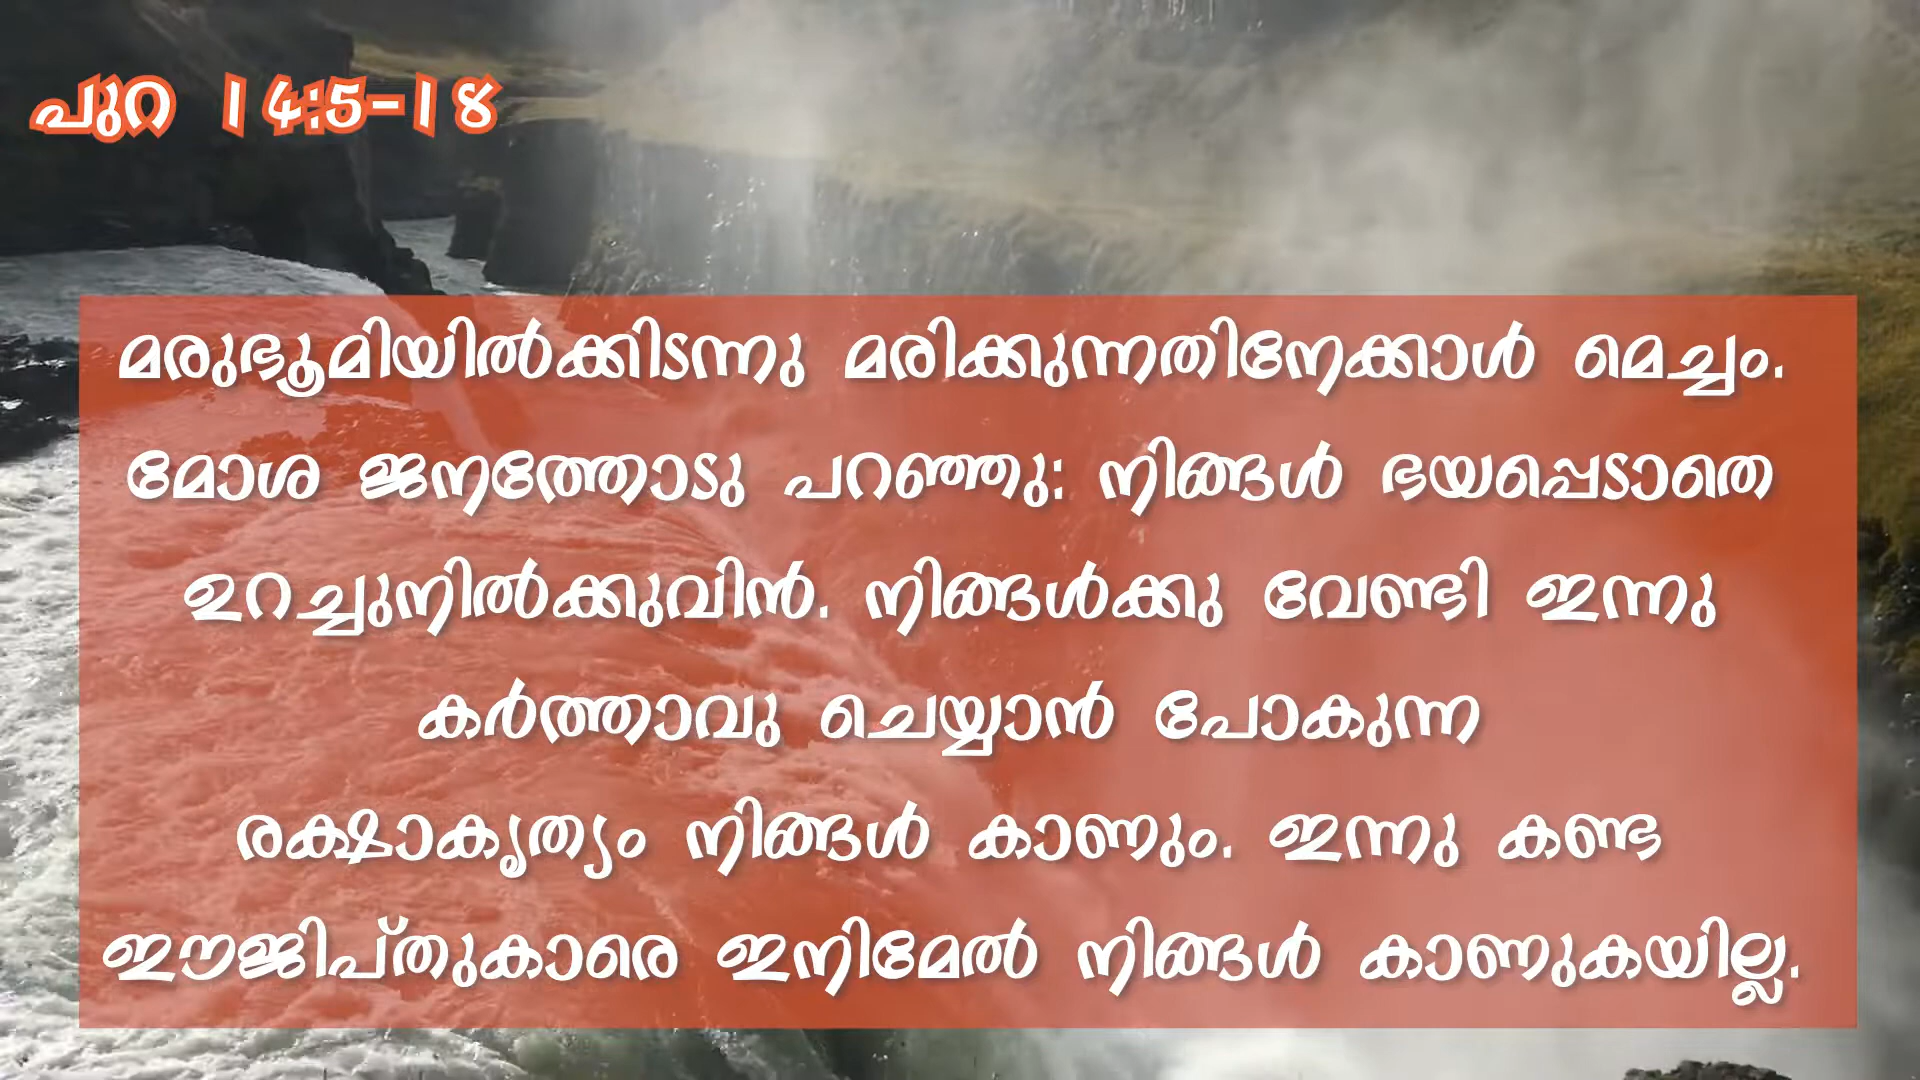 പുറ 14:5-18
മരുഭൂമിയിൽക്കിടന്നു മരിക്കുന്നതിനേക്കാൾ മെച്ചം.
മോശ ജനത്തോടു പറഞ്ഞു: നിങ്ങൾ ഭയപ്പെടാതെ
ഉറച്ചുനിൽക്കുവിൻ. നിങ്ങൾക്കു വേണ്ടി ഇന്നു
കർത്താവു ചെയ്യാൻ പോകുന്ന
രക്ഷാകൃത്യം നിങ്ങൾ കാണും. ഇന്നു കണ്ട
ഈജിപ്തുകാരെ ഇനിമേൽ നിങ്ങൾ കാണുകയില്ല.